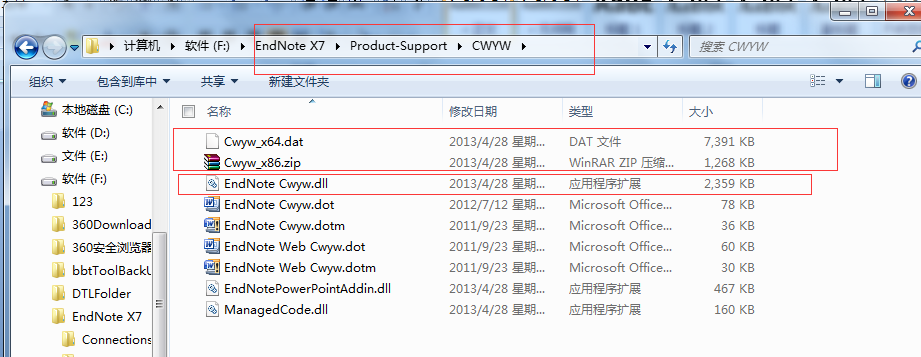 计算机 软件 (F:) EndNote X7 Product-Support CWYW 搜索 CWYW
组织 包含到库中 共享 新建文件夹
名称 修改日期 类型 大小
本地磁盘 (C:)
软件 (D:)
文件 (E:)
软件 (F:)
123
360Download
360安全浏览器
bbtToolBackU
DTLFolder
EndNote X7
Connections
Cwyw_x64.dat 2013/4/28 星期... DAT 文件 7,391 KB
Cwyw_x86.zip 2013/4/28 星期... WinRAR ZIP 压缩... 1,268 KB
EndNote Cwyw.dll 2013/4/28 星期... 应用程序扩展 2,359 KB
EndNote Cwyw.dot 2012/7/12 星期... Microsoft Office... 78 KB
EndNote Cwyw.dotm 2011/9/23 星期... Microsoft Office... 36 KB
EndNote Web Cwyw.dot 2011/9/23 星期... Microsoft Office... 60 KB
EndNote Web Cwyw.dotm 2011/9/23 星期... Microsoft Office... 30 KB
EndNotePowerPointAddin.dll 2013/4/28 星期... 应用程序扩展 467 KB
ManagedCode.dll 2013/4/28 星期... 应用程序扩展 160 KB